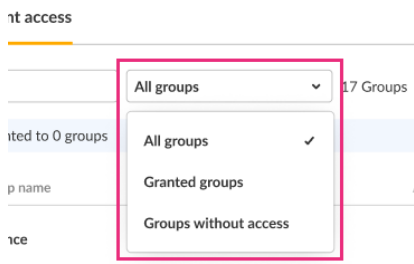 nt access
All groups
17 Groups
nted to 0 groups
All groups
Granted groups
p name
Groups without access
nce